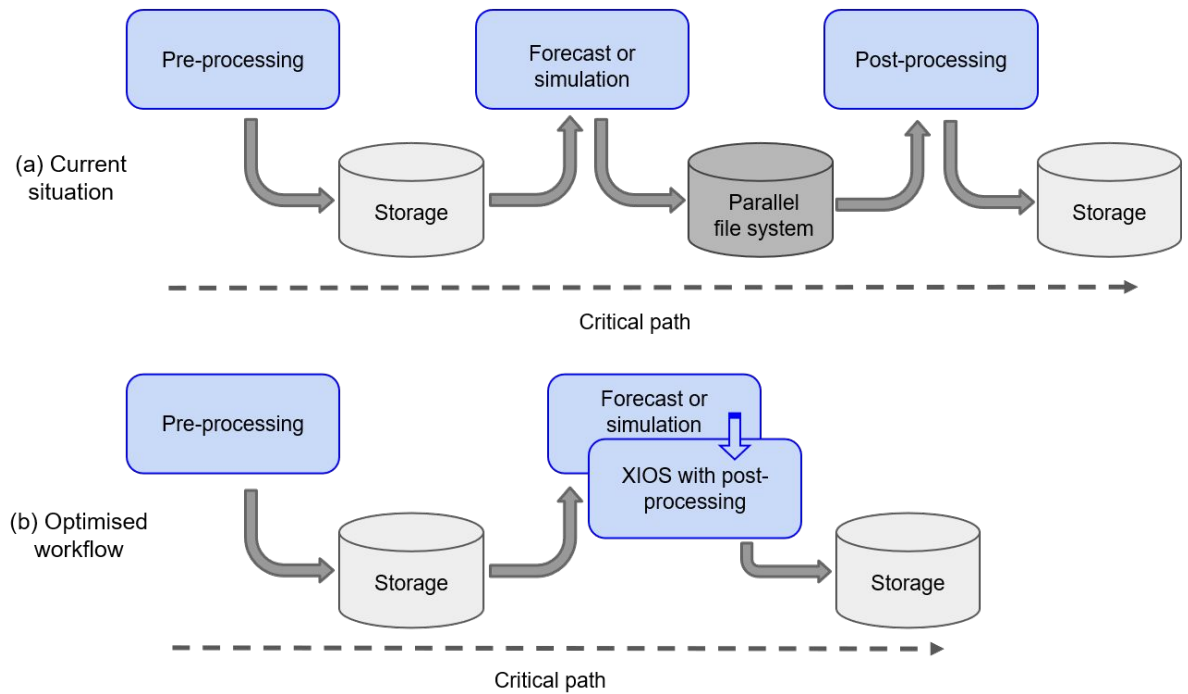 Pre-processing
Forecast or
simulation
Post-processing
(a) Current
situation
Storage
Parallel
file system
Storage
Critical path
Pre-processing
Forecast or
simulation
XIOS with post-
processing
(b) Optimised
workflow
Storage
Storage
Critical path